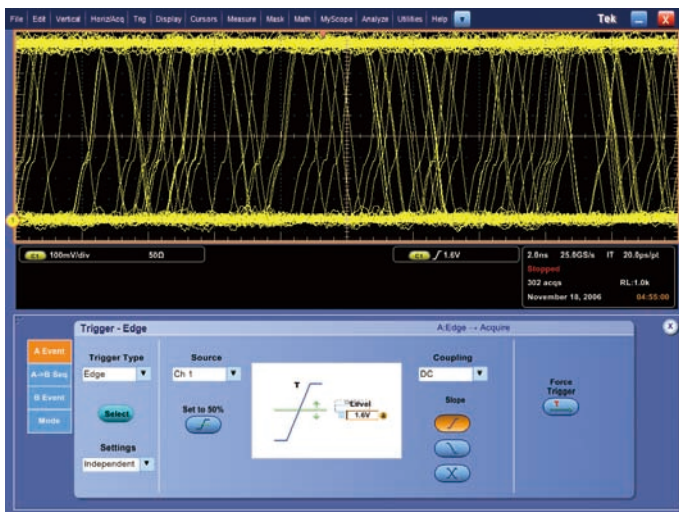 File Edit Vertical Horiz/Acq Trig Display Cursors Measure Mask Math MyScope Analyze Utilities Help Tek X
C1 100mV/div 50Ω C1 1.6V 2.0ns 25.0GS/s IT 20.0ps/pt
Stopped
302 acqs RL:1.0k
November 18, 2006 04:55:00
Trigger - Edge A:Edge → Acquire X
A Event
A->B Seq
B Event
Mode
Trigger Type
Edge
Select
Settings
Independent
Source
Ch 1
Set to 50%
T
Level
1.6V
Coupling
DC
Slope
Force
Trigger
T